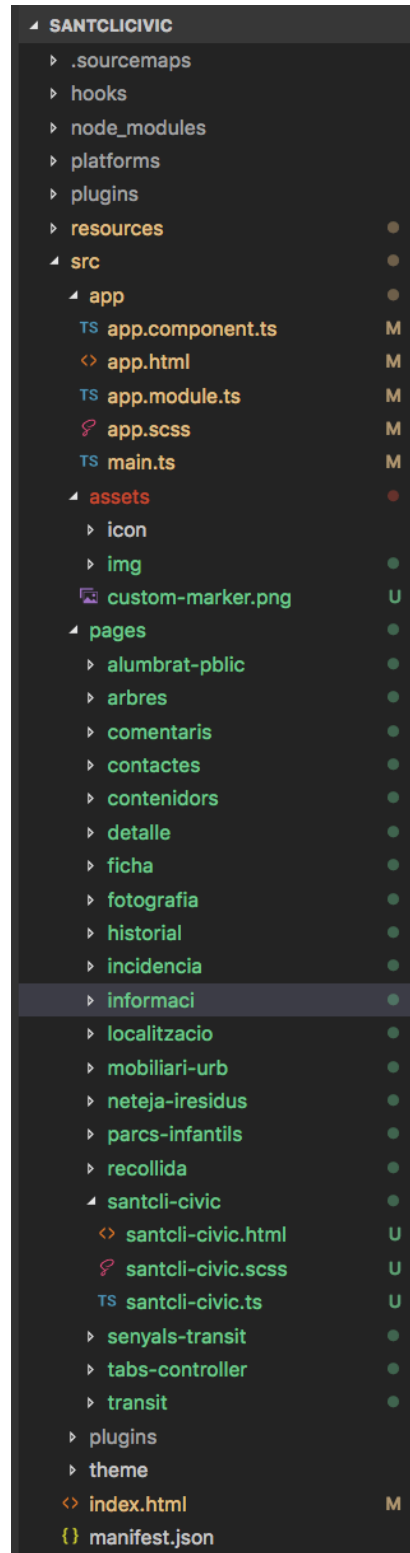 SANTCLICIVIC
.sourcemaps
hooks
node_modules
platforms
plugins
resources
src
app
TS app.component.ts M
<> app.html M
TS app.module.ts M
app.scss M
TS main.ts M
assets
icon
img
custom-marker.png U
pages
alumbrat-pblic
arbres
comentaris
contactes
contenidors
detalle
ficha
fotografia
historial
incidencia
informaci
localitzacio
mobiliari-urb
neteja-iresidus
parcs-infantils
recollida
santcli-civic
<> santcli-civic.html U
santcli-civic.scss U
TS santcli-civic.ts U
senyals-transit
tabs-controller
transit
plugins
theme
<> index.html M
{} manifest.json